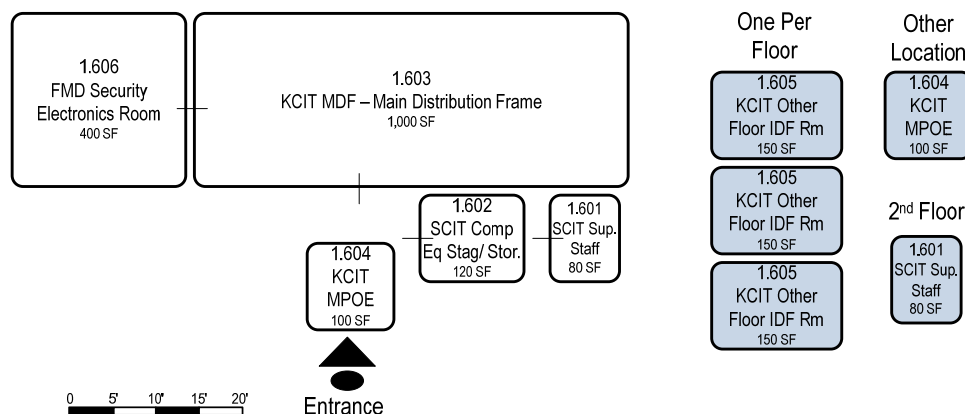 1.606
FMD Security
Electronics Room
400 SF
1.603
KCIT MDF – Main Distribution Frame
1,000 SF
1.602
SCIT Comp
Eq Stag/ Stor.
120 SF
1.601
SCIT Sup.
Staff
80 SF
1.604
KCIT
MPOE
100 SF
Entrance
0 5' 10' 15' 20'
One Per
Floor
1.605
KCIT Other
Floor IDF Rm
150 SF
1.605
KCIT Other
Floor IDF Rm
150 SF
1.605
KCIT Other
Floor IDF Rm
150 SF
Other
Location
1.604
KCIT
MPOE
100 SF
2nd Floor
1.601
SCIT Sup.
Staff
80 SF